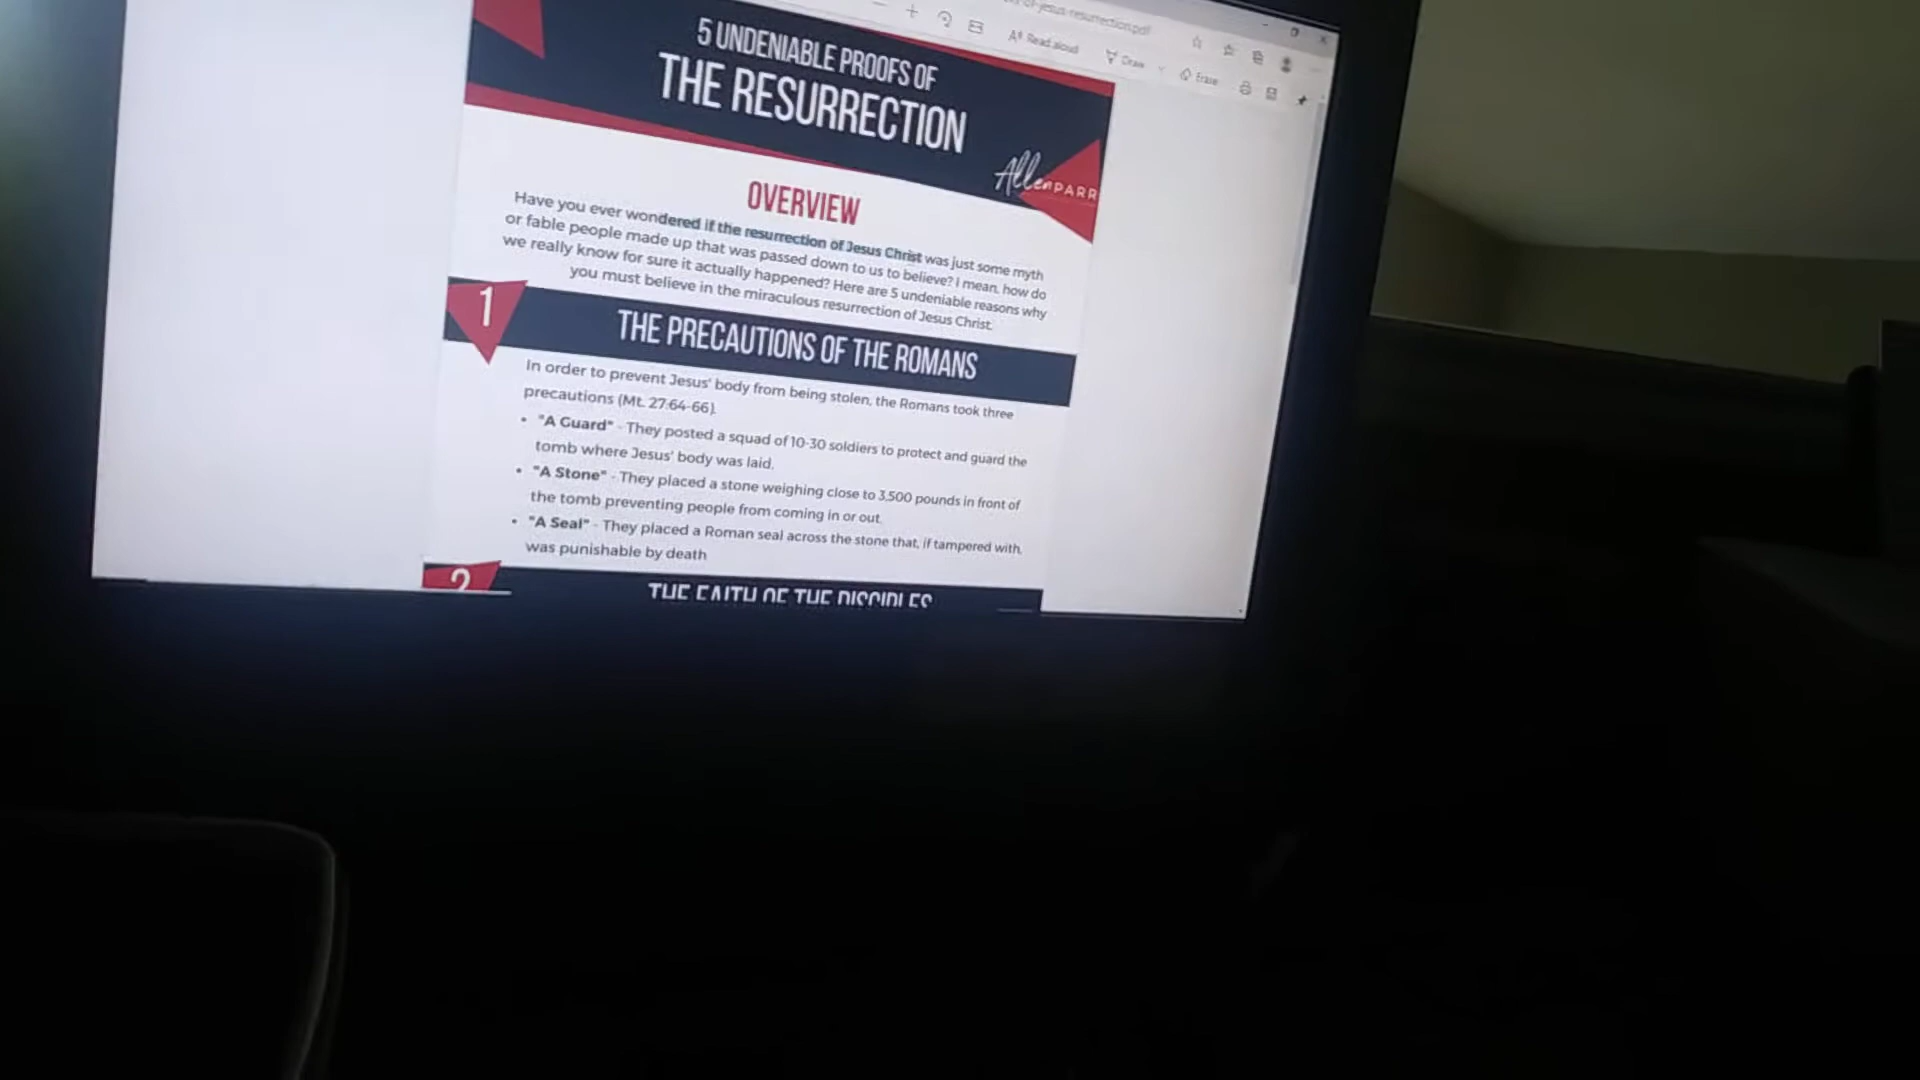 -of-jesus-resurrection.pdf
Read aloud
Draw
Erase
5 UNDENIABLE PROOFS OF
THE RESURRECTION
Allen PARR
OVERVIEW
Have you ever wondered if the resurrection of Jesus Christ was just some myth
or fable people made up that was passed down to us to believe? I mean, how do
we really know for sure it actually happened? Here are 5 undeniable reasons why
you must believe in the miraculous resurrection of Jesus Christ.
1
THE PRECAUTIONS OF THE ROMANS
In order to prevent Jesus' body from being stolen, the Romans took three
precautions (Mt. 27:64-66).
• "A Guard" - They posted a squad of 10-30 soldiers to protect and guard the
tomb where Jesus' body was laid.
• "A Stone" - They placed a stone weighing close to 3,500 pounds in front of
the tomb preventing people from coming in or out.
• "A Seal" - They placed a Roman seal across the stone that, if tampered with,
was punishable by death
2
THE FAITH OF THE DISCIPLES